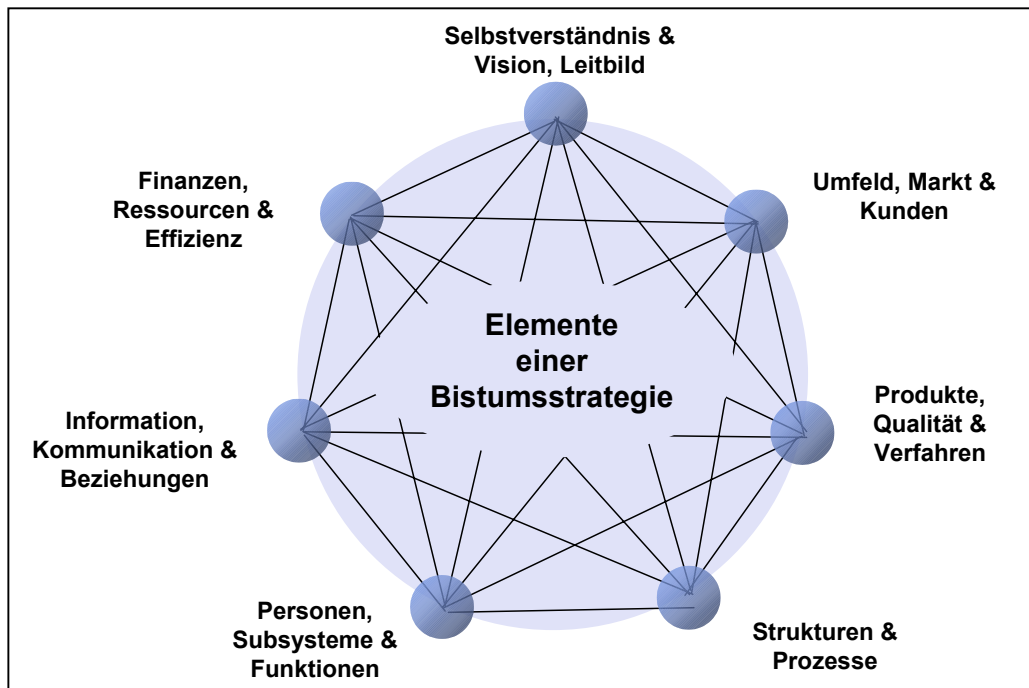 Selbstverständnis &
Vision, Leitbild
Finanzen,
Ressourcen &
Effizienz
Umfeld, Markt &
Kunden
Elemente
einer
Bistumsstrategie
Information,
Kommunikation &
Beziehungen
Produkte,
Qualität &
Verfahren
Personen,
Subsysteme &
Funktionen
Strukturen &
Prozesse